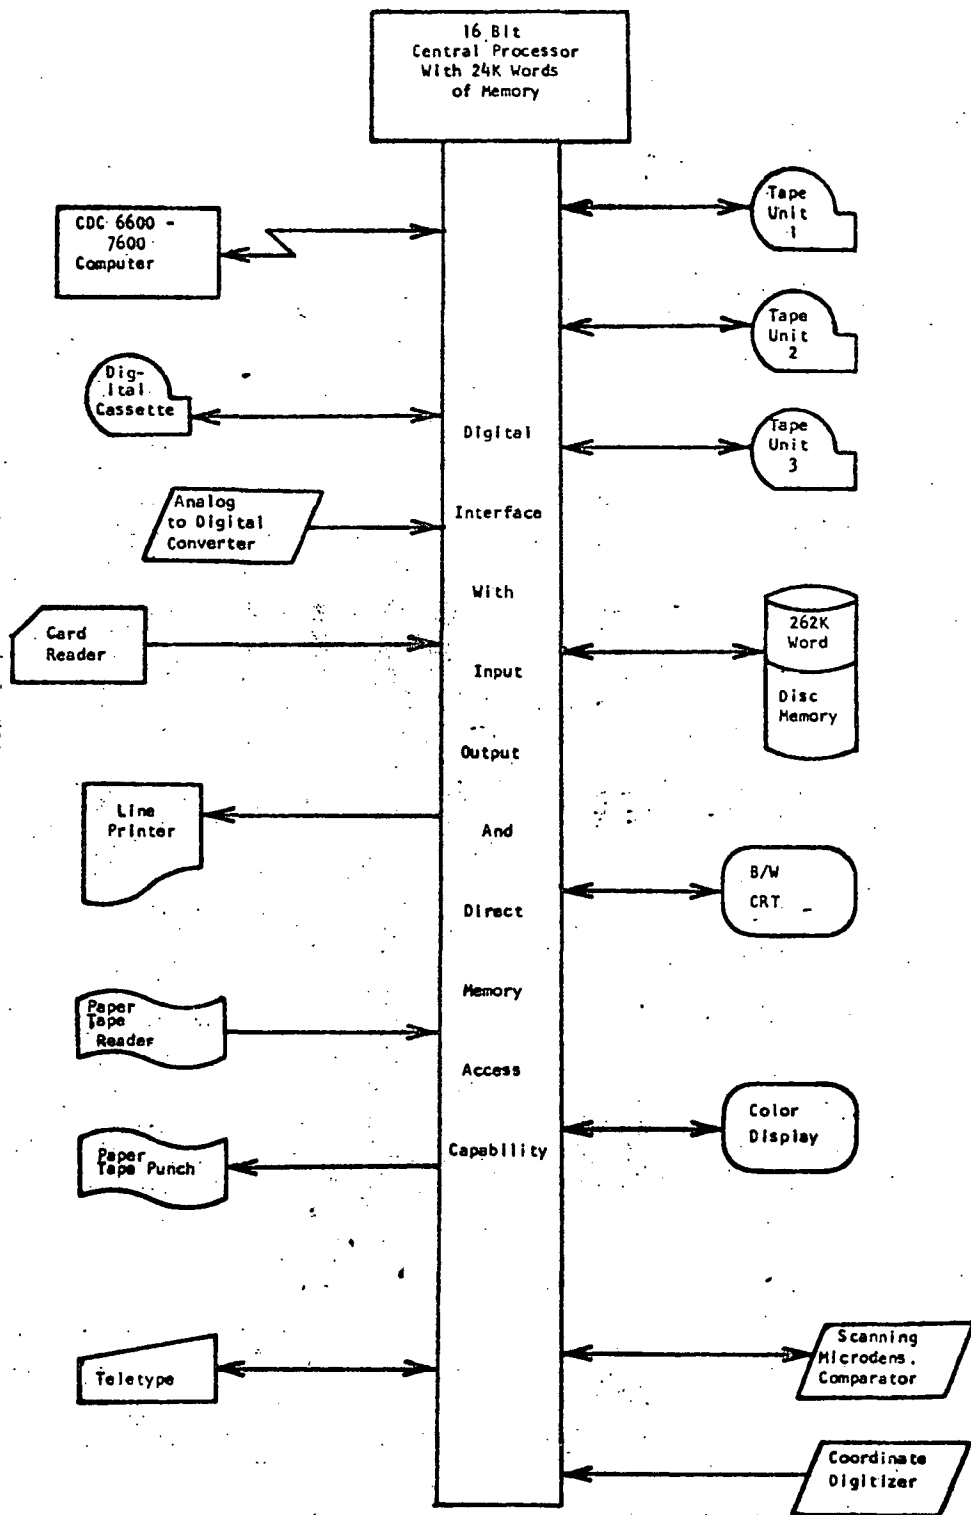 16 Bit
Central Processor
With 24K Words
of Memory
CDC 6600 -
7600
Computer
Dig-
ital
Cassette
Analog
to Digital
Converter
Card
Reader
Line
Printer
Paper
Tape
Reader
Paper
Tape Punch
Teletype
Digital
Interface
With
Input
Output
And
Direct
Memory
Access
Capability
Tape
Unit
1
Tape
Unit
2
Tape
Unit
3
262K
Word
Disc
Memory
B/W
CRT
Color
Display
Scanning
Microdens.
Comparator
Coordinate
Digitizer